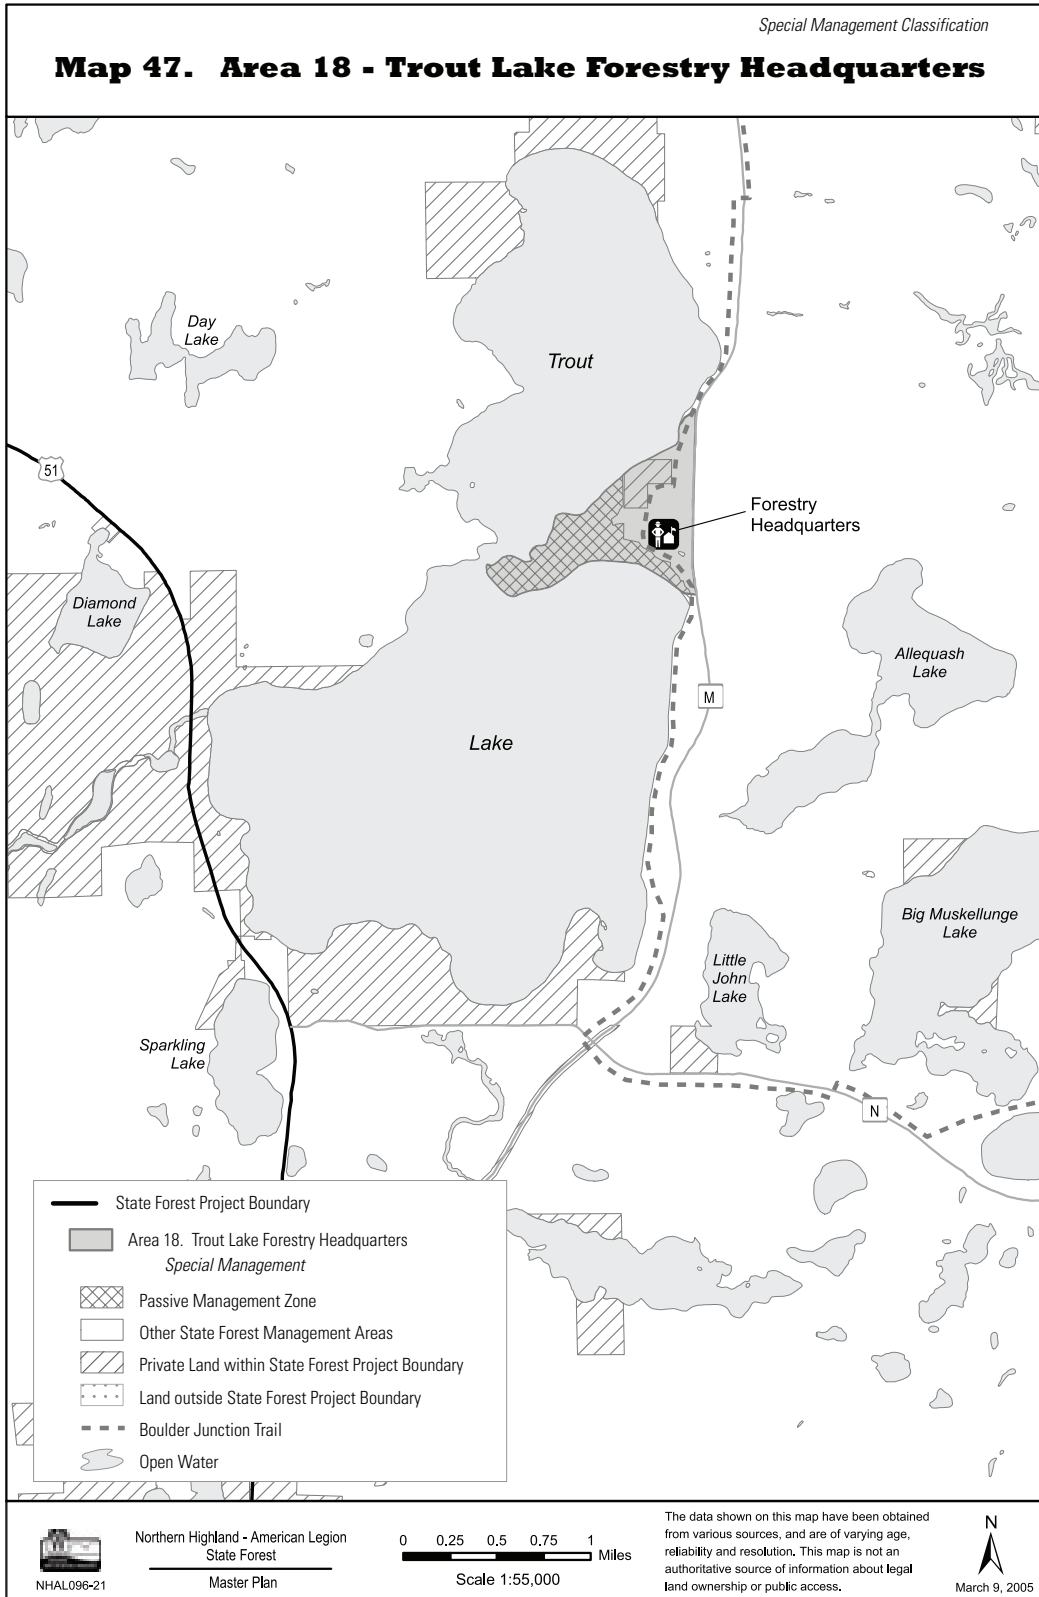 Special Management Classification
Map 47. Area 18 - Trout Lake Forestry Headquarters
Day
Lake
Trout
51
Forestry
Headquarters
Diamond
Lake
Allequash
Lake
M
Lake
Big Muskellunge
Lake
Little
John
Lake
Sparkling
Lake
N
State Forest Project Boundary
Area 18. Trout Lake Forestry Headquarters
Special Management
Passive Management Zone
Other State Forest Management Areas
Private Land within State Forest Project Boundary
Land outside State Forest Project Boundary
Boulder Junction Trail
Open Water
NHAL096-21
Northern Highland - American Legion
State Forest
Master Plan
0 0.25 0.5 0.75 1
Miles
Scale 1:55,000
The data shown on this map have been obtained
from various sources, and are of varying age,
reliability and resolution. This map is not an
authoritative source of information about legal
land ownership or public access.
N
March 9, 2005